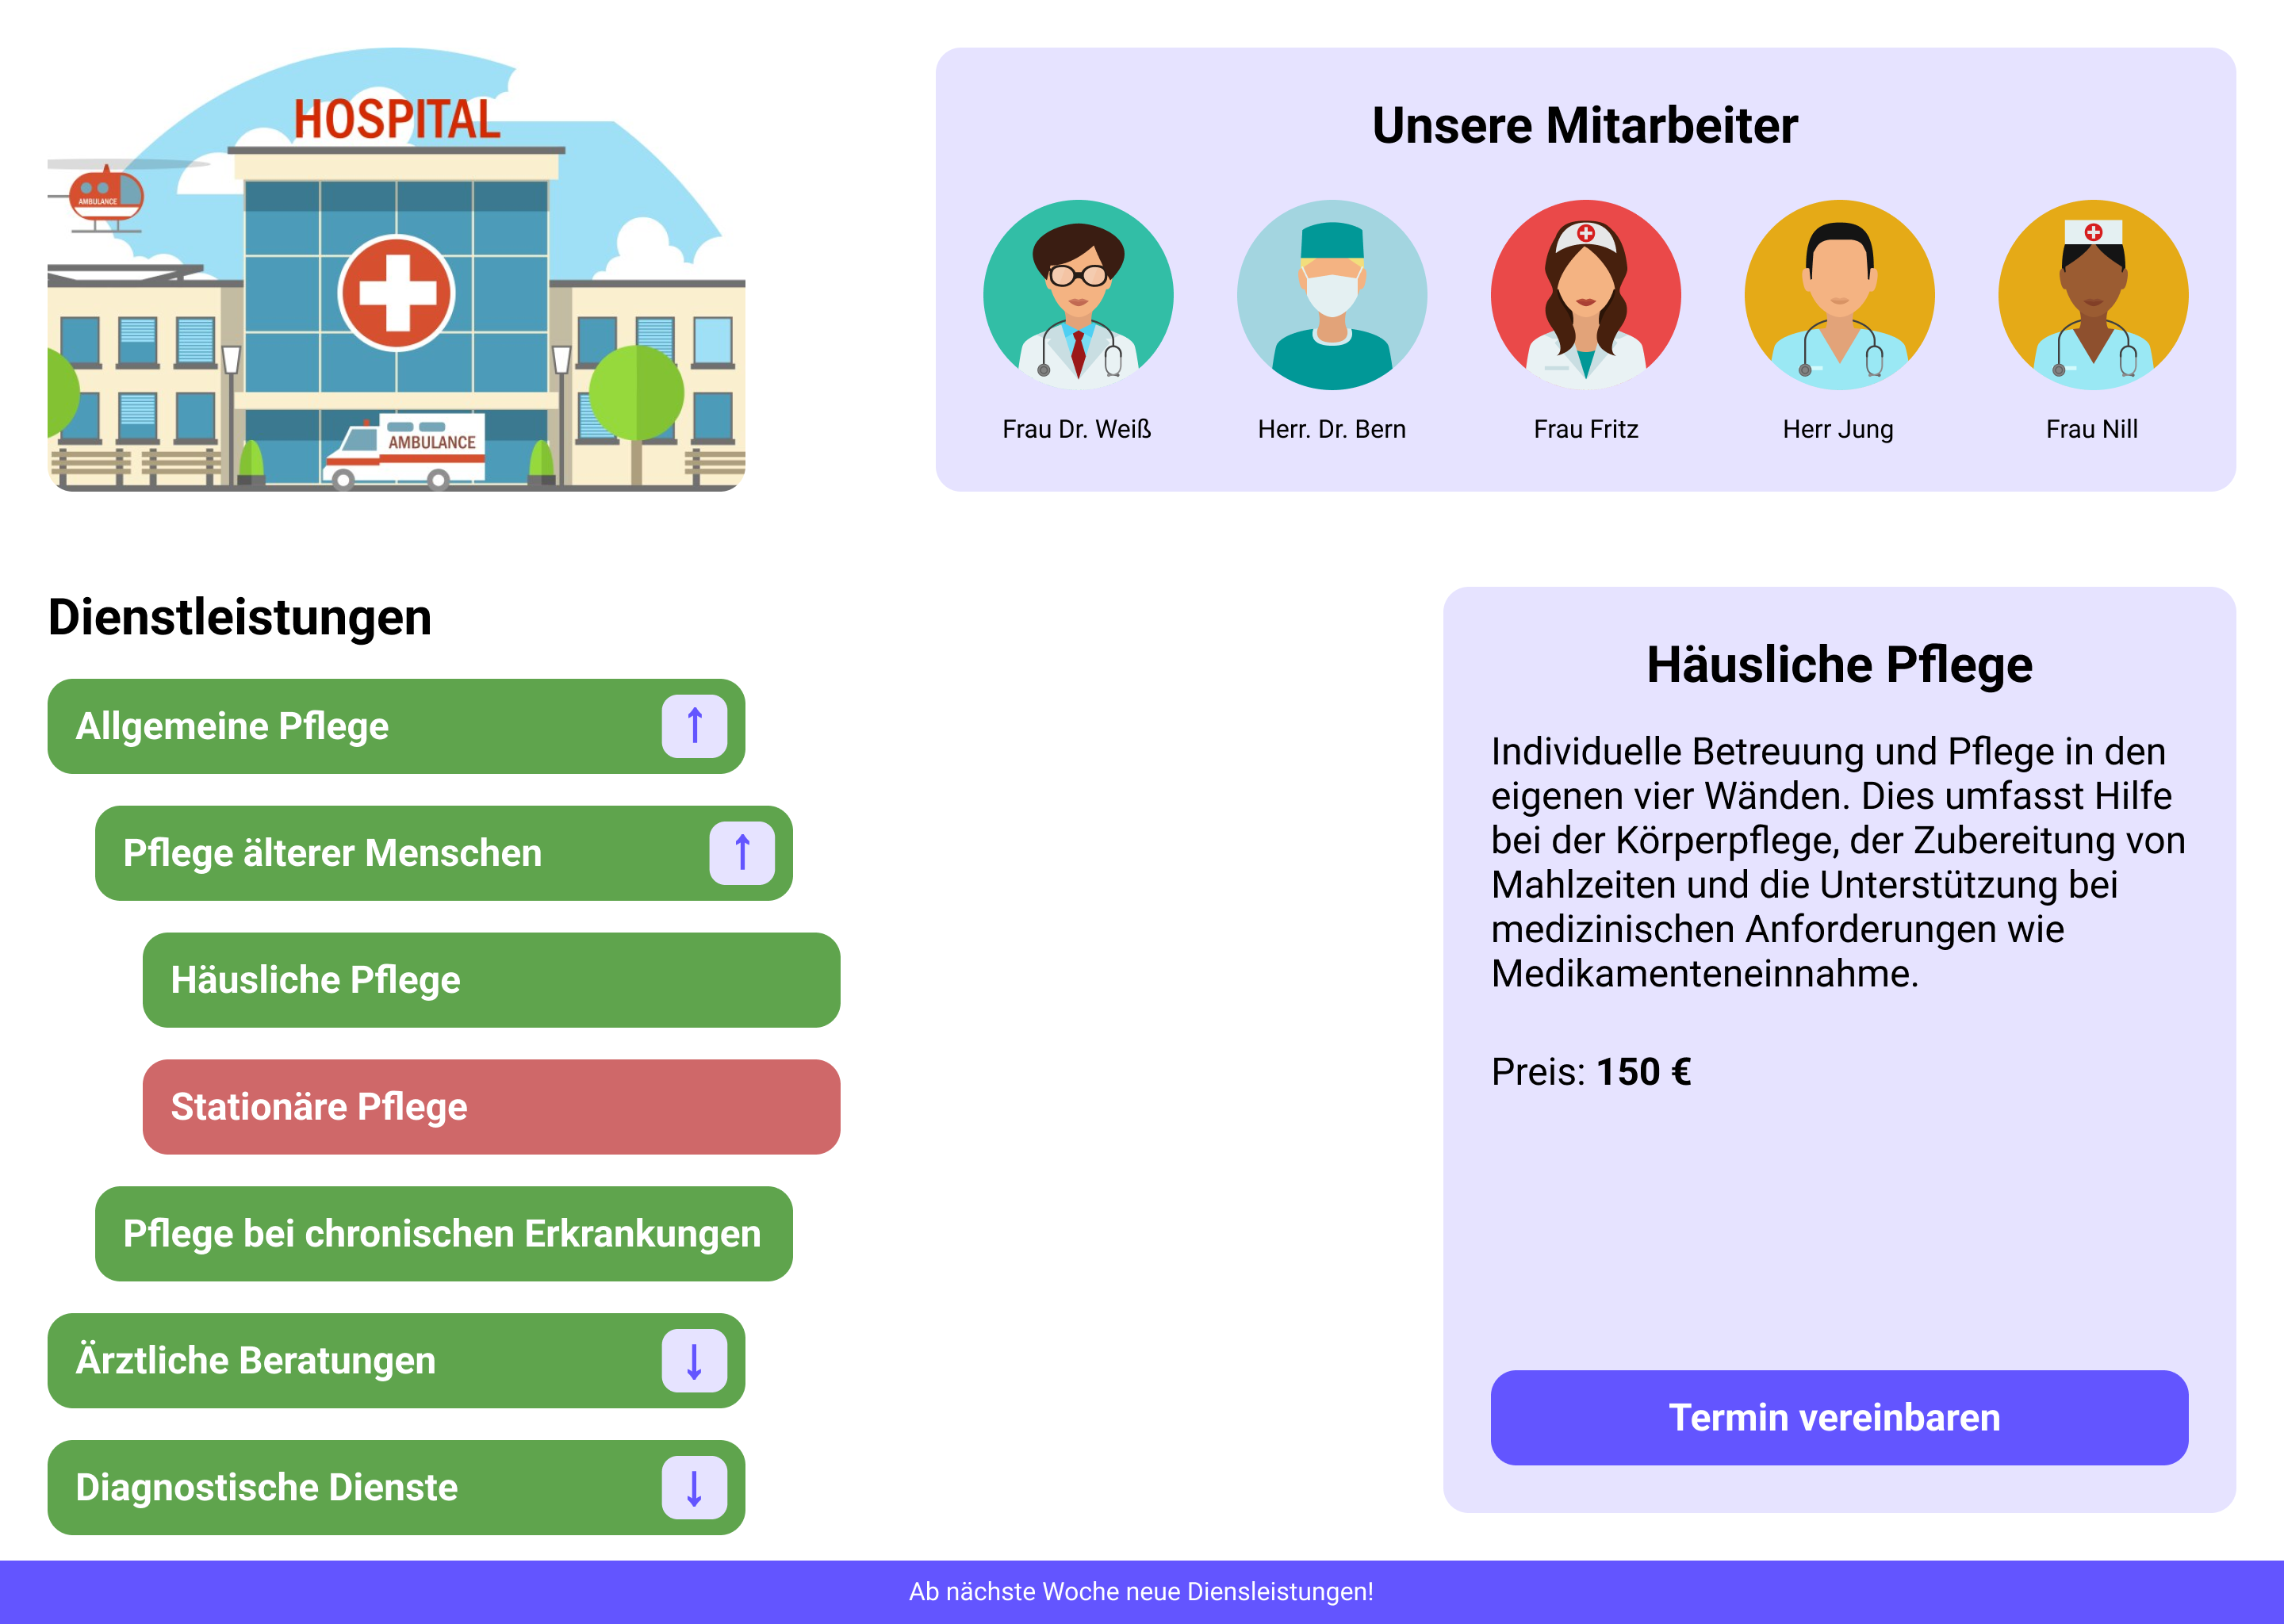 HOSPITAL
AMBULANCE
AMBULANCE
Unsere Mitarbeiter
Frau Dr. Weiß
Herr. Dr. Bern
Frau Fritz
Herr Jung
Frau Nill
Dienstleistungen
Allgemeine Pflege ↑
Pflege älterer Menschen ↑
Häusliche Pflege
Stationäre Pflege
Pflege bei chronischen Erkrankungen
Ärztliche Beratungen ↓
Diagnostische Dienste ↓
Häusliche Pflege
Individuelle Betreuung und Pflege in den
eigenen vier Wänden. Dies umfasst Hilfe
bei der Körperpflege, der Zubereitung von
Mahlzeiten und die Unterstützung bei
medizinischen Anforderungen wie
Medikamenteneinnahme.
Preis: 150 €
Termin vereinbaren
Ab nächste Woche neue Diensleistungen!